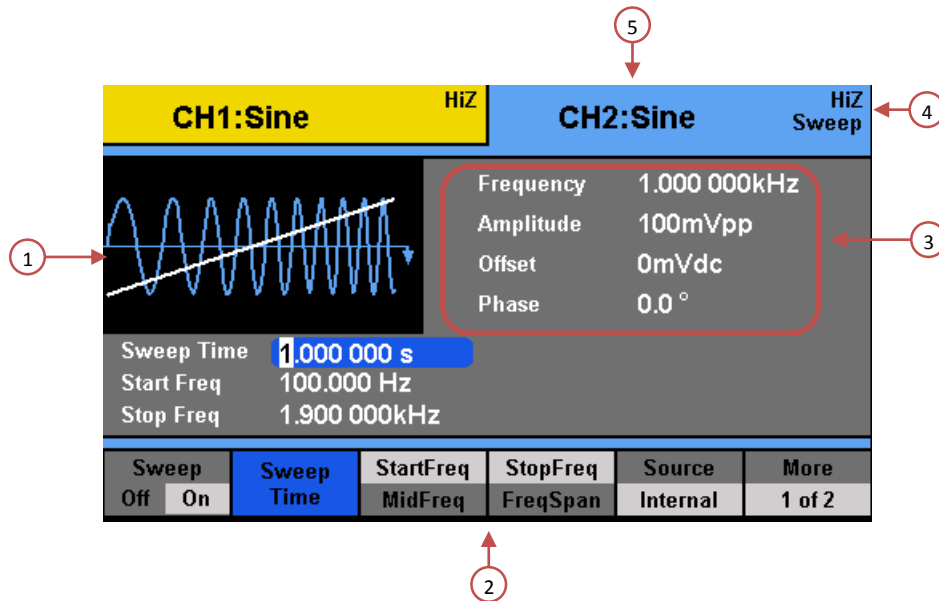 5
CH1:Sine HiZ
CH2:Sine HiZ
Sweep
4
Frequency 1.000 000kHz
Amplitude 100mVpp
3
Offset 0mVdc
1
Phase 0.0 °
Sweep Time 1.000 000 s
Start Freq 100.000 Hz
Stop Freq 1.900 000kHz
Sweep
Off On
Sweep
Time
StartFreq
MidFreq
StopFreq
FreqSpan
Source
Internal
More
1 of 2
2